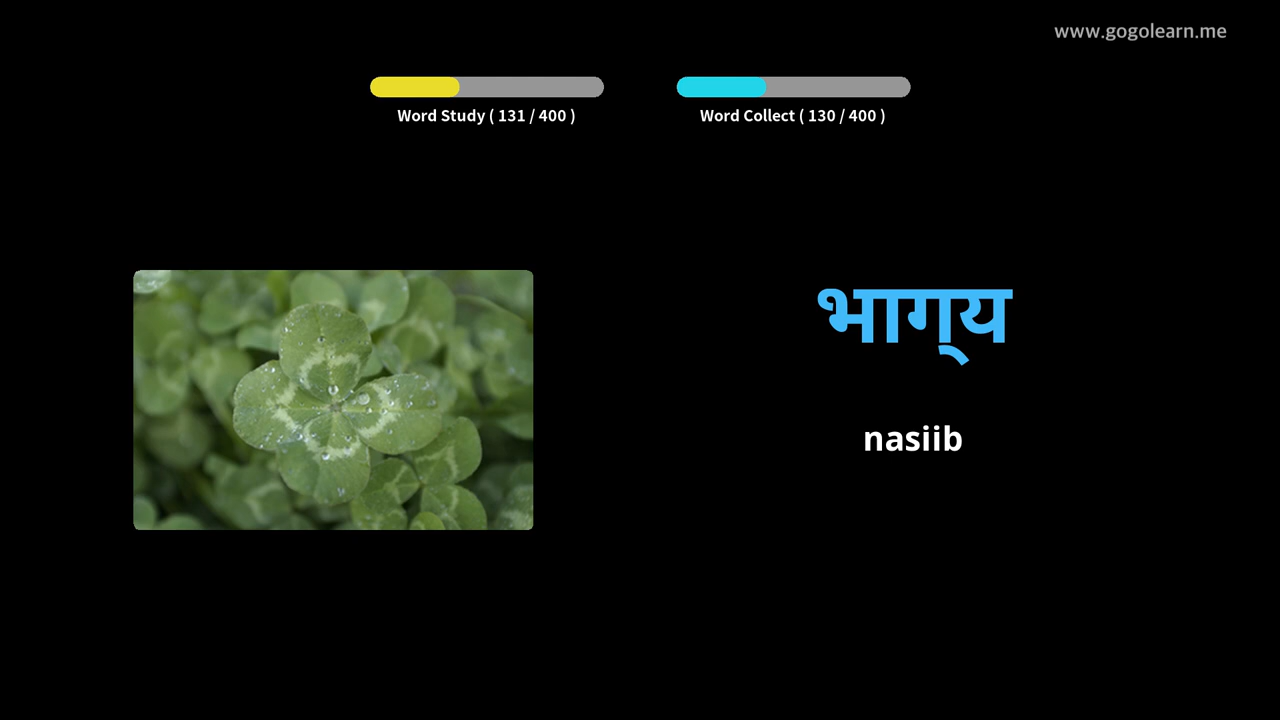 www.gogolearn.me
Word Study ( 131 / 400 )
Word Collect ( 130 / 400 )
भाग्‌य
nasiib